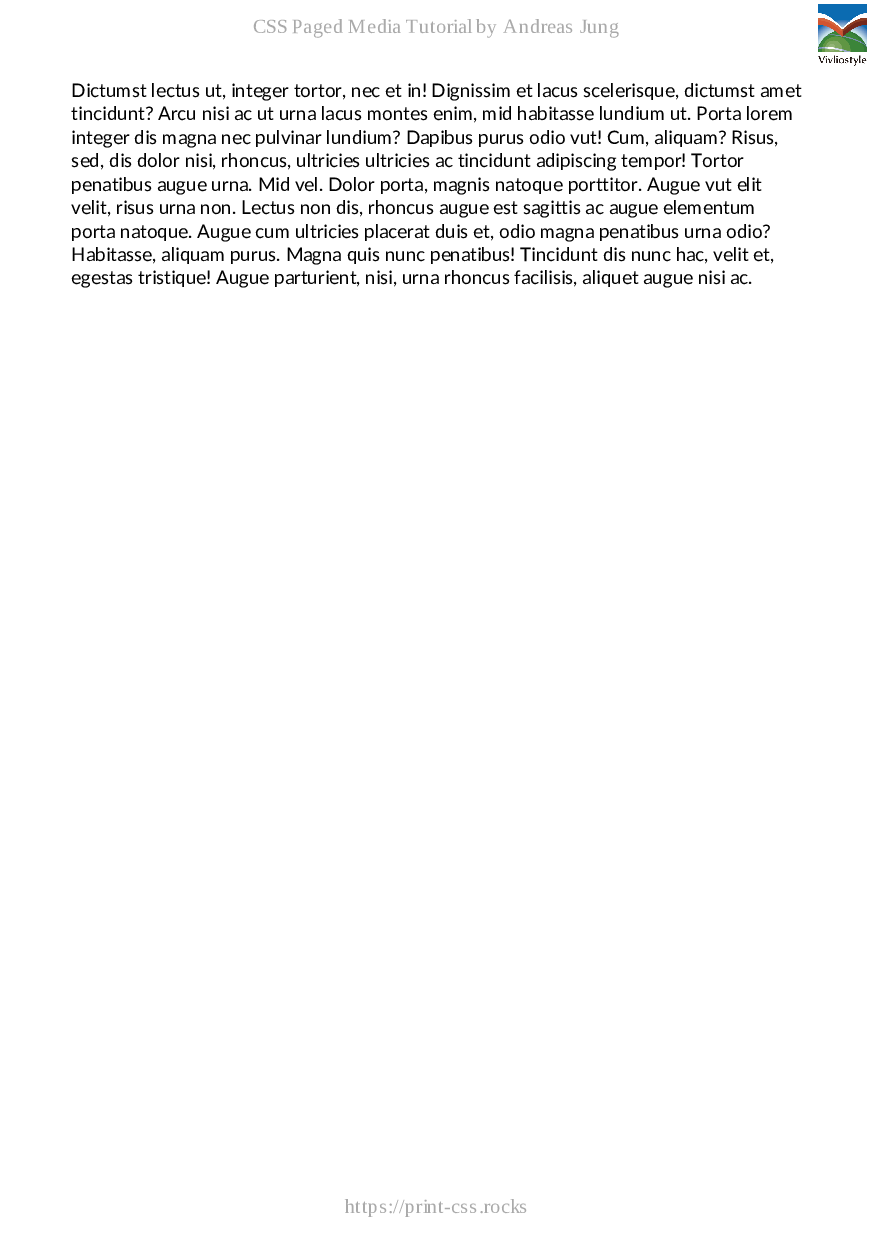 CSS Paged Media Tutorial by Andreas Jung
Vivliostyle
Dictumst lectus ut, integer tortor, nec et in! Dignissim et lacus scelerisque, dictumst amet
tincidunt? Arcu nisi ac ut urna lacus montes enim, mid habitasse lundium ut. Porta lorem
integer dis magna nec pulvinar lundium? Dapibus purus odio vut! Cum, aliquam? Risus,
sed, dis dolor nisi, rhoncus, ultricies ultricies ac tincidunt adipiscing tempor! Tortor
penatibus augue urna. Mid vel. Dolor porta, magnis natoque porttitor. Augue vut elit
velit, risus urna non. Lectus non dis, rhoncus augue est sagittis ac augue elementum
porta natoque. Augue cum ultricies placerat duis et, odio magna penatibus urna odio?
Habitasse, aliquam purus. Magna quis nunc penatibus! Tincidunt dis nunc hac, velit et,
egestas tristique! Augue parturient, nisi, urna rhoncus facilisis, aliquet augue nisi ac.
https://print-css.rocks